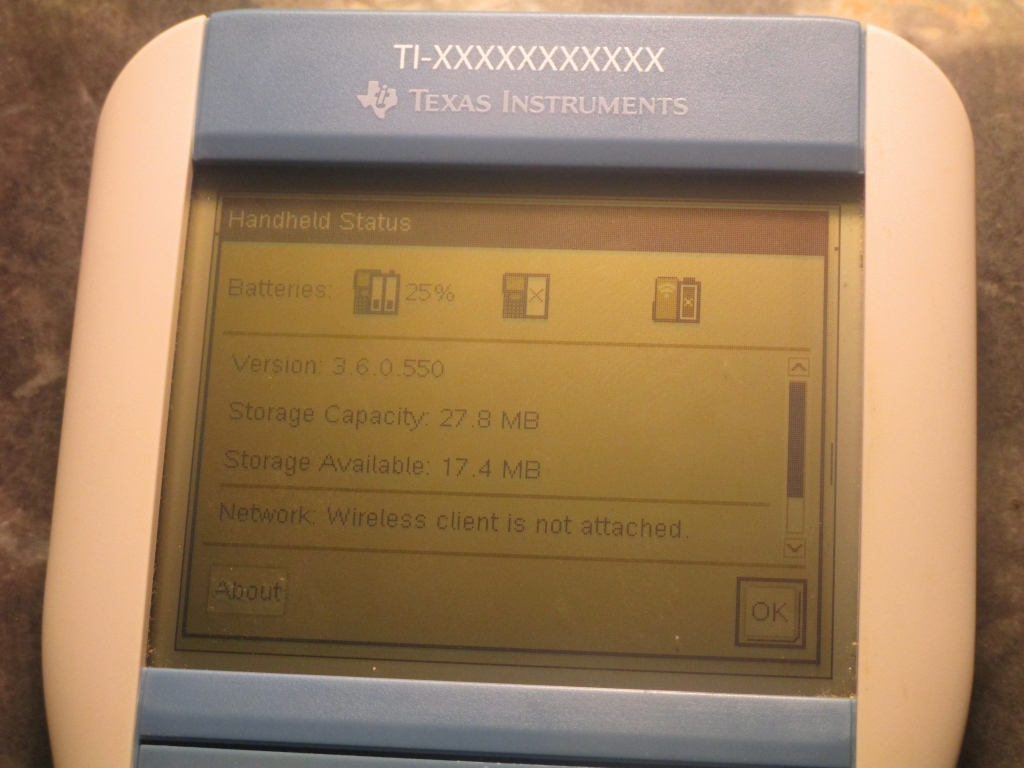 TI-XXXXXXXXXXX
TEXAS INSTRUMENTS
Handheld Status
Batteries: 25%
Version: 3.6.0.550
Storage Capacity: 27.8 MB
Storage Available: 17.4 MB
Network: Wireless client is not attached.
About
OK